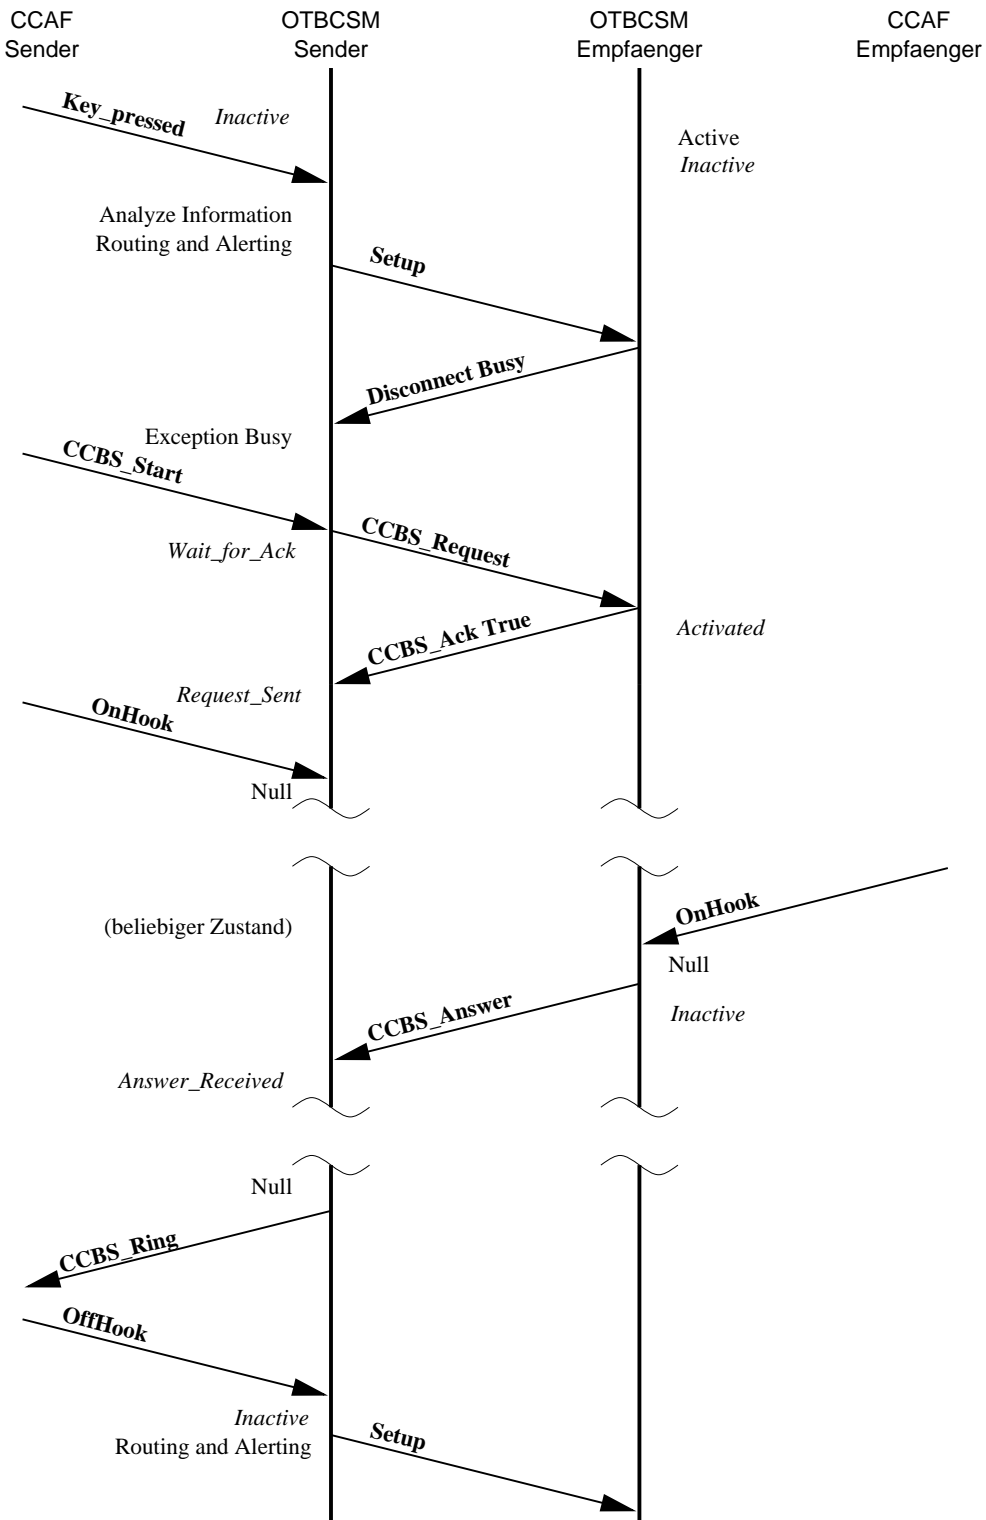 CCAF
Sender
OTBCSM
Sender
OTBCSM
Empfaenger
CCAF
Empfaenger
Key_pressed
Inactive
Active
Inactive
Analyze Information
Routing and Alerting
Setup
Disconnect Busy
Exception Busy
CCBS_Start
CCBS_Request
Wait_for_Ack
CCBS_Ack True
Activated
Request_Sent
OnHook
Null
OnHook
(beliebiger Zustand)
Null
CCBS_Answer
Inactive
Answer_Received
Null
CCBS_Ring
OffHook
Inactive
Routing and Alerting
Setup